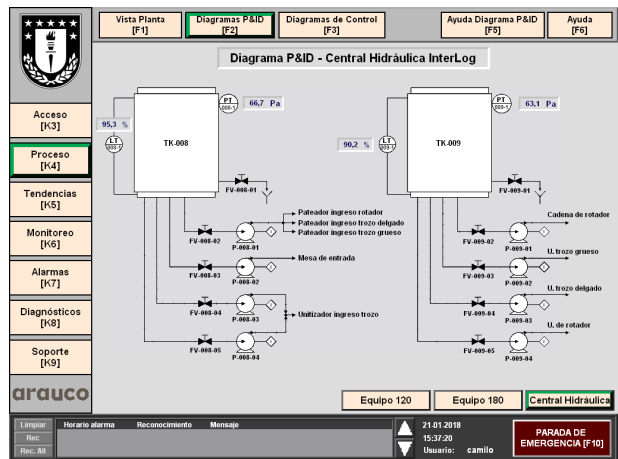 Vista Planta
[F1]
Diagramas P&ID
[F2]
Diagramas de Control
[F3]
Ayuda Diagrama P&ID
[F5]
Ayuda
[F6]
Diagrama P&ID - Central Hidráulica InterLog
Acceso
[K3]
Proceso
[K4]
Tendencias
[K5]
Monitoreo
[K6]
Alarmas
[K7]
Diagnósticos
[K8]
Soporte
[K9]
arauco
95,3 %
LT
008-1
TK-008
PT
008-1
66,7 Pa
FV-008-01
Pateador ingreso rotador
Pateador ingreso trozo delgado
Pateador ingreso trozo grueso
FV-008-02
P-008-01
Mesa de entrada
FV-008-03
P-008-02
FV-008-04
P-008-03
Unitizador ingreso trozo
FV-008-05
P-008-04
90,2 %
LT
009-1
TK-009
PT
009-1
63,1 Pa
FV-009-01
Cadena de rotador
FV-009-02
P-009-01
U. trozo grueso
FV-009-03
P-009-02
U. trozo delgado
FV-009-04
P-009-03
U. de rotador
FV-009-05
P-009-04
Equipo 120
Equipo 180
Central Hidráulica
Limpiar
Rec
Rec. All
Horario alarma Reconocimiento Mensaje
21-01-2018
15:37:20
Usuario: camilo
PARADA DE
EMERGENCIA [F10]